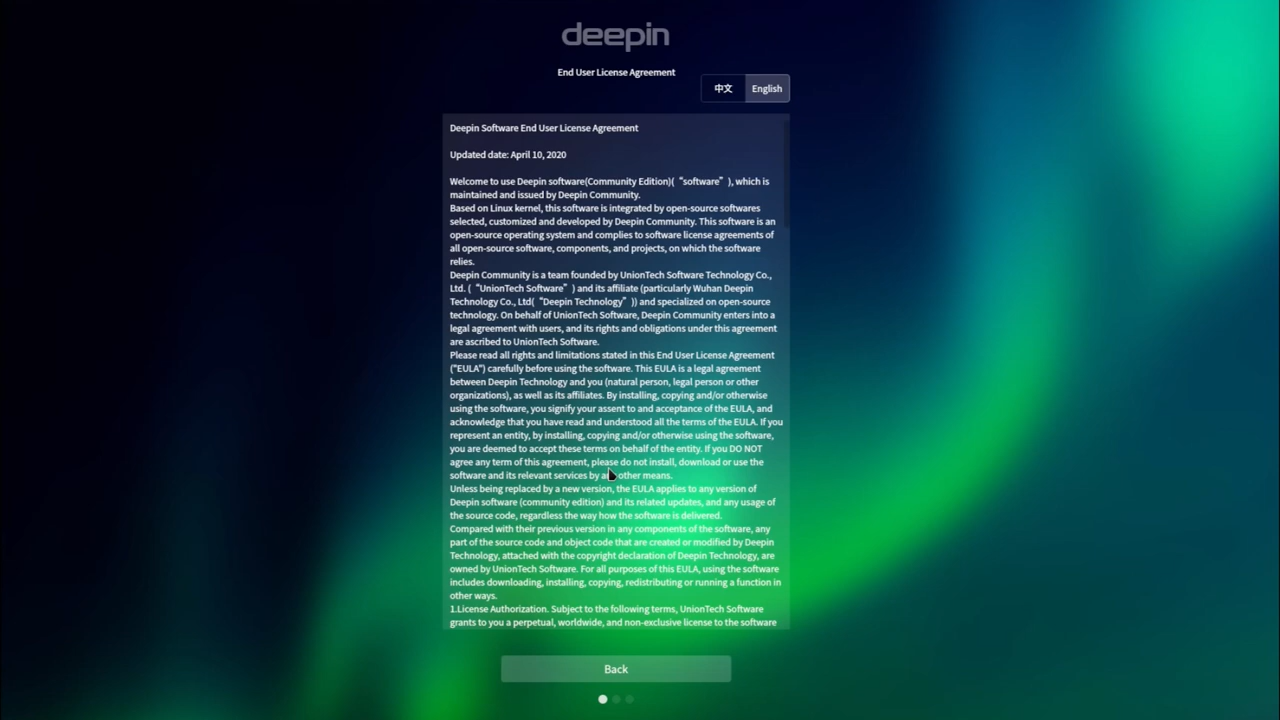 deepin
End User License Agreement
中文 English
Deepin Software End User License Agreement
Updated date: April 10, 2020
Welcome to use Deepin software(Community Edition)(“software”), which is
maintained and issued by Deepin Community.
Based on Linux kernel, this software is integrated by open-source softwares
selected, customized and developed by Deepin Community. This software is an
open-source operating system and complies to software license agreements of
all open-source software, components, and projects, on which the software
relies.
Deepin Community is a team founded by UnionTech Software Technology Co.,
Ltd. (“UnionTech Software”) and its affiliate (particularly Wuhan Deepin
Technology Co., Ltd(“Deepin Technology”)) and specialized on open-source
technology. On behalf of UnionTech Software, Deepin Community enters into a
legal agreement with users, and its rights and obligations under this agreement
are ascribed to UnionTech Software.
Please read all rights and limitations stated in this End User License Agreement
("EULA") carefully before using the software. This EULA is a legal agreement
between Deepin Technology and you (natural person, legal person or other
organizations), as well as its affiliates. By installing, copying and/or otherwise
using the software, you signify your assent to and acceptance of the EULA, and
acknowledge that you have read and understood all the terms of the EULA. If you
represent an entity, by installing, copying and/or otherwise using the software,
you are deemed to accept these terms on behalf of the entity. If you DO NOT
agree any term of this agreement, please do not install, download or use the
software and its relevant services by other means.
Unless being replaced by a new version, the EULA applies to any version of
Deepin software (community edition) and its related updates, and any usage of
the source code, regardless the way how the software is delivered.
Compared with their previous version in any components of the software, any
part of the source code and object code that are created or modified by Deepin
Technology, attached with the copyright declaration of Deepin Technology, are
owned by UnionTech Software. For all purposes of this EULA, using the software
includes downloading, installing, copying, redistributing or running a function in
other ways.
1.License Authorization. Subject to the following terms, UnionTech Software
grants to you a perpetual, worldwide, and non-exclusive license to the software
Back